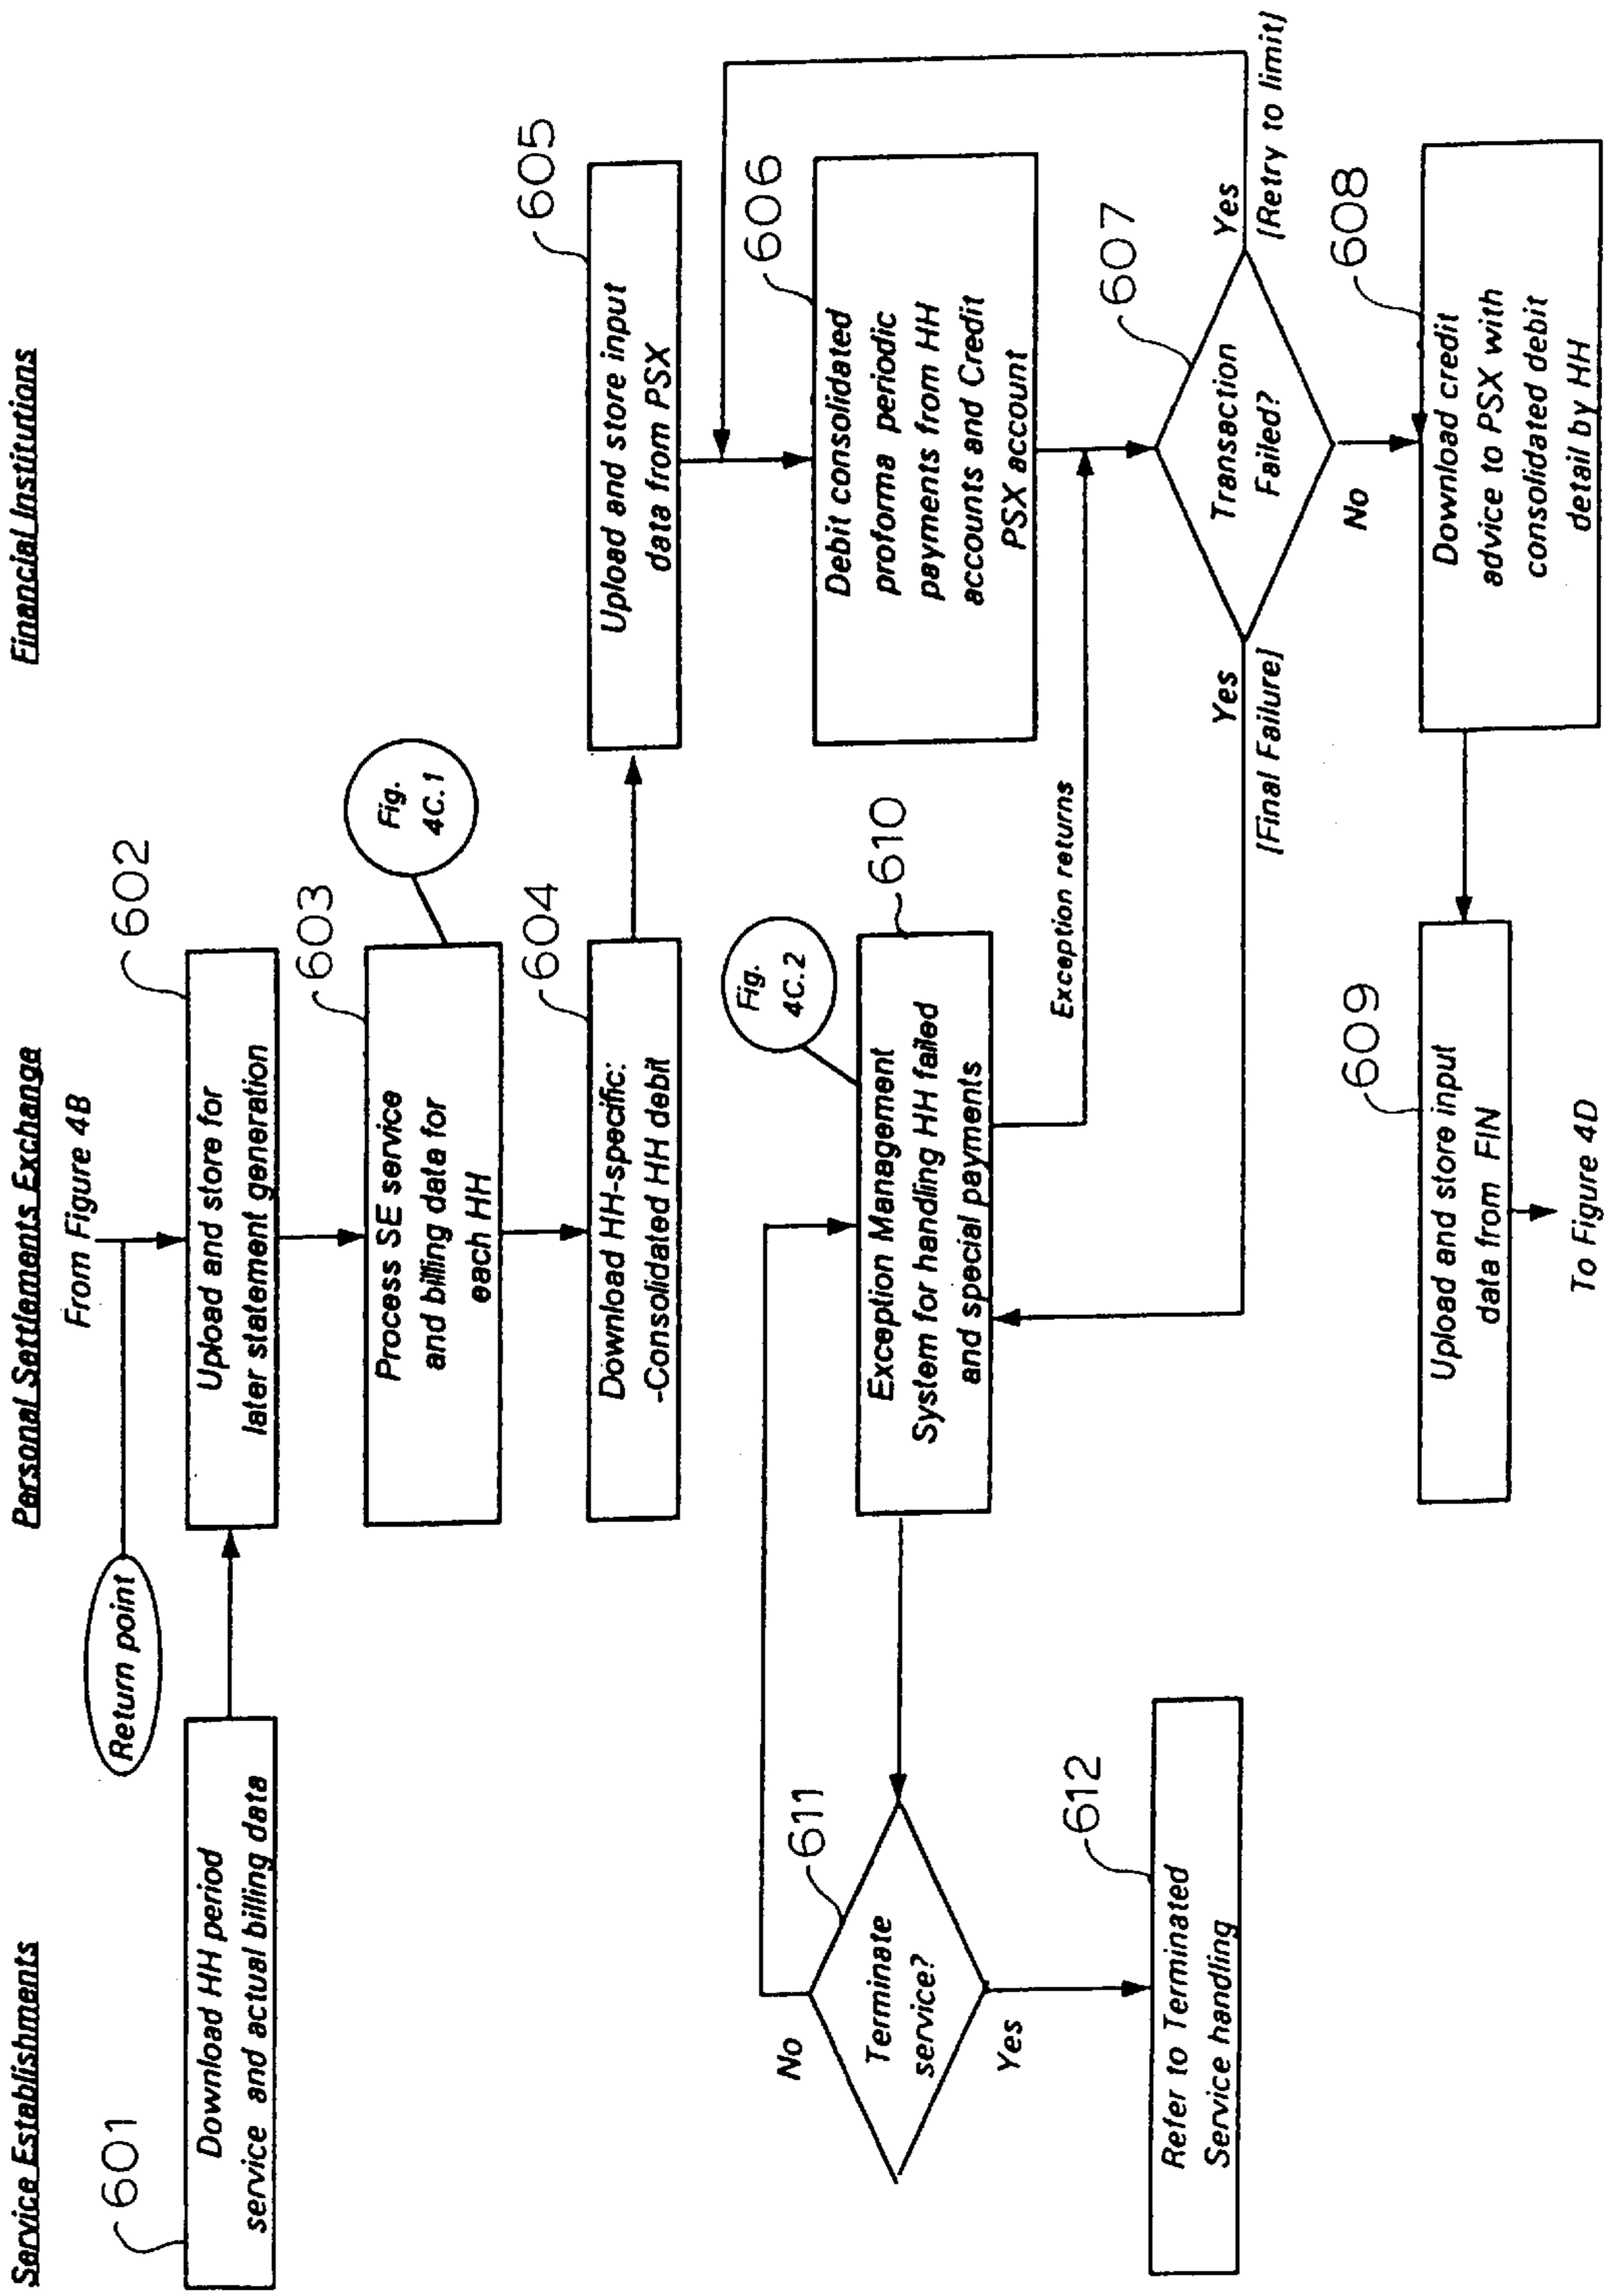 Service Establishments
Personal Settlements Exchange
Financial Institutions
From Figure 4B
Return point
601
Download HH period
service and actual billing data
602
Upload and store for
later statement generation
603
Process SE service
and billing data for
each HH
Fig.
4C.1
604
Download HH-specific:
-Consolidated HH debit
605
Upload and store input
data from PSX
606
Debit consolidated
proforma periodic
payments from HH
accounts and Credit
PSX account
607
Transaction
Failed?
Yes
[Retry to limit]
Yes
[Final Failure]
No
608
Download credit
advice to PSX with
consolidated debit
detail by HH
609
Upload and store input
data from FIN
To Figure 4D
Fig.
4C.2
610
Exception Management
System for handling HH failed
and special payments
Exception returns
611
Terminate
service?
No
Yes
612
Refer to Terminated
Service handling